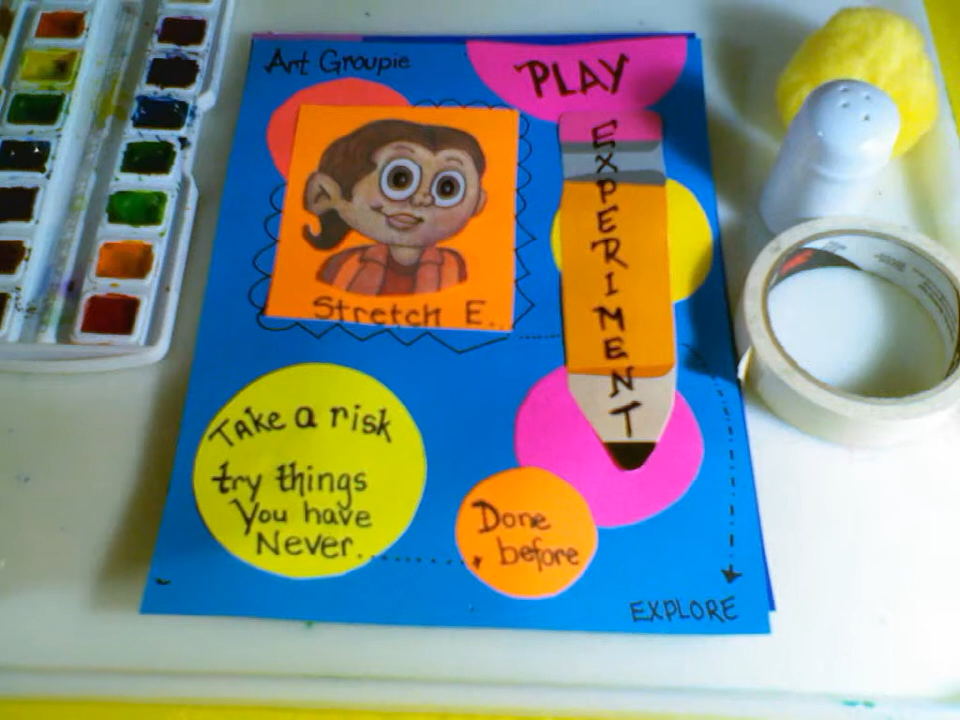 Art Groupie
PLAY
EXPERIMENT
Stretch E..
Take a risk
try things
You have
Never.
Done
before
EXPLORE